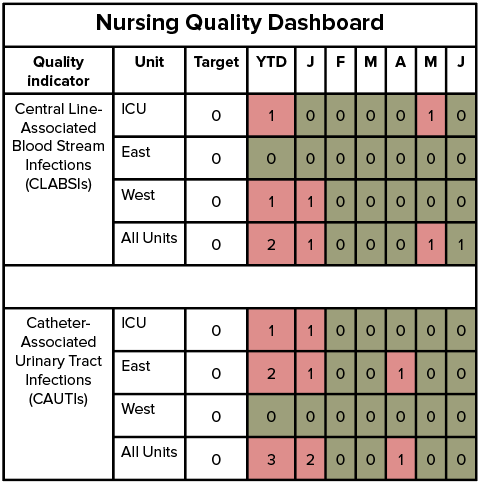 Nursing Quality Dashboard
Quality indicator Unit Target YTD J F M A M J
Central Line-Associated Blood Stream Infections (CLABSIs)
ICU 0 1 0 0 0 0 1 0
East 0 0 0 0 0 0 0 0
West 0 1 1 0 0 0 0 0
All Units 0 2 1 0 0 0 1 1
Catheter-Associated Urinary Tract Infections (CAUTIs)
ICU 0 1 1 0 0 0 0 0
East 0 2 1 0 0 1 0 0
West 0 0 0 0 0 0 0 0
All Units 0 3 2 0 0 1 0 0